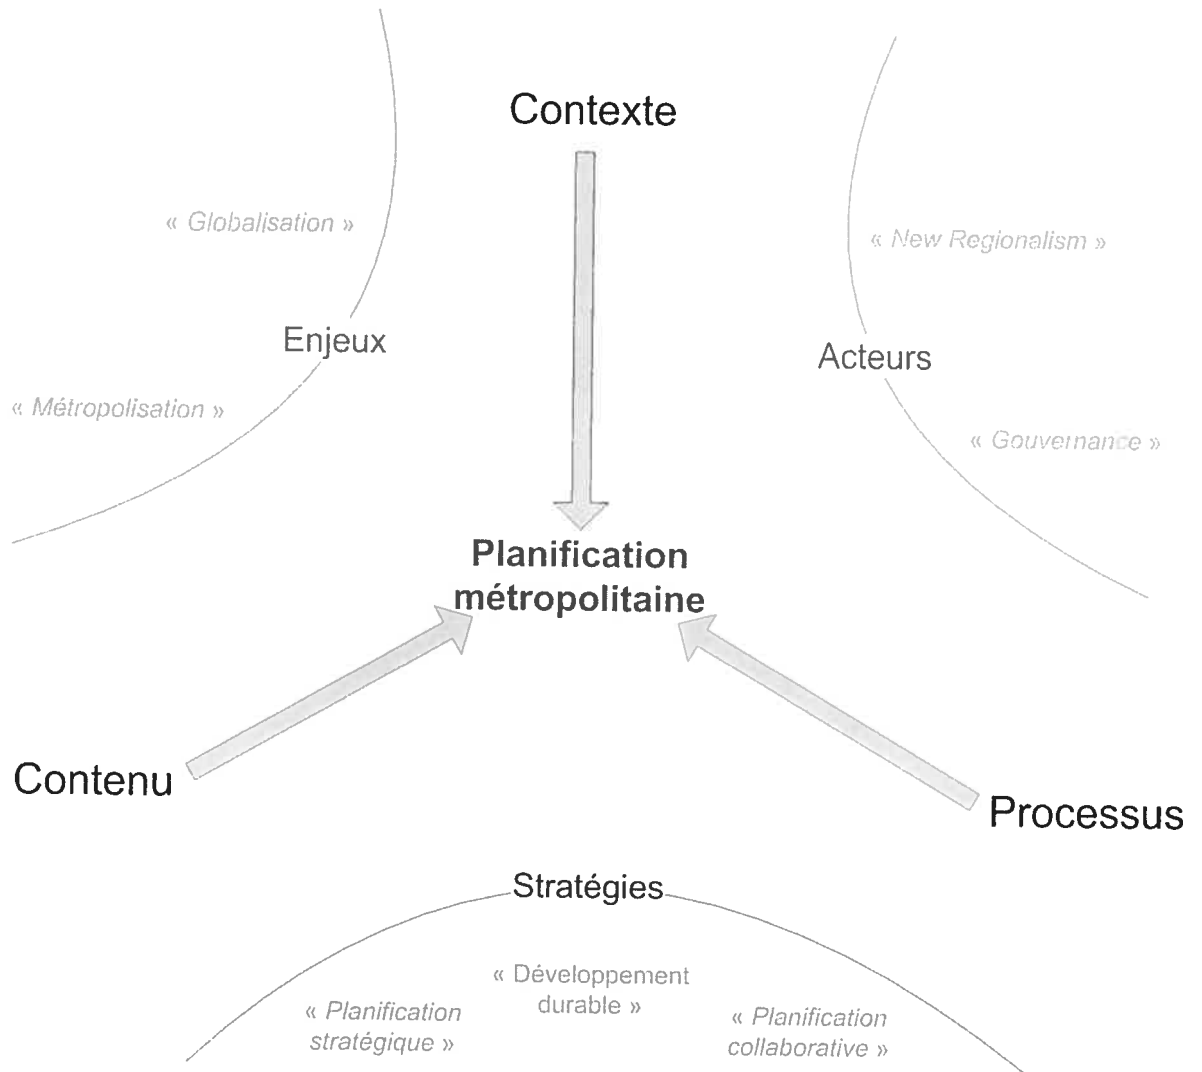 Contexte
« Globalisation »
« New Regionalism »
Enjeux
Acteurs
« Métropolisation »
« Gouvernance »
Planification
métropolitaine
Contenu
Processus
Stratégies
« Développement
durable »
« Planification
stratégique »
« Planification
collaborative »